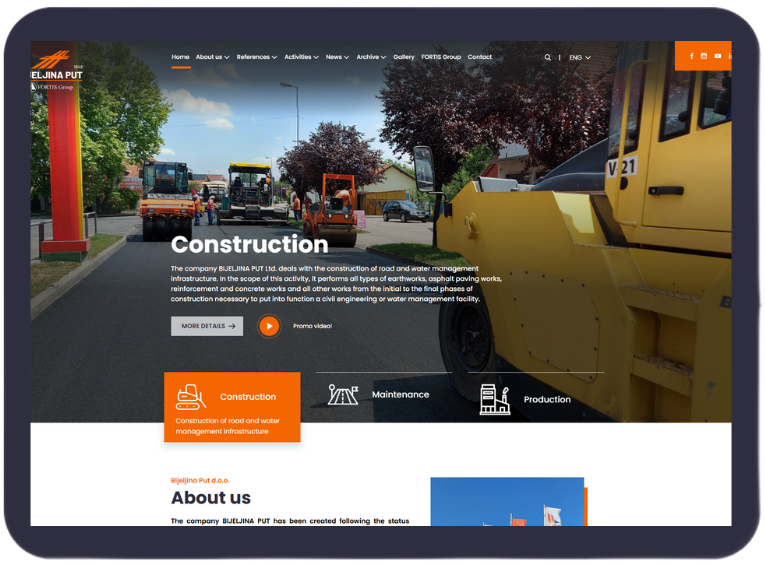 IJELJINA PUT
FORTIS Group
Home About us References Activities News Archive Gallery FORTIS Group Contact | ENG
V 21
Construction
The company BIJELJINA PUT Ltd. deals with the construction of road and water management
infrastructure. In the scope of this activity, it performs all types of earthworks, asphalt paving works,
reinforcement and concrete works and all other works from the initial to the final phases of
construction necessary to put into function a civil engineering or water management facility.
MORE DETAILS → Promo video!
Construction Maintenance Production
Construction of road and water
management infrastructure
Bijeljina Put d.o.o.
About us
The company BIJELJINA PUT has been created following the status